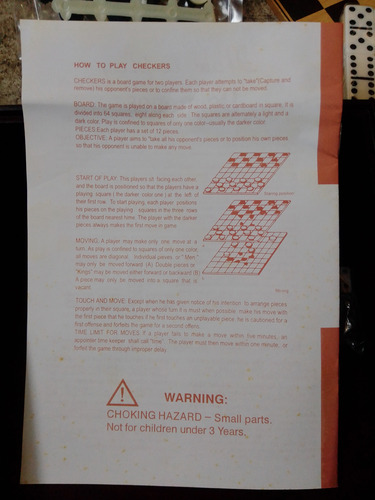 HOW TO PLAY CHECKERS
CHECKERS is a board game for two players. Each player attempts to "take"(Capture and
remove) his opponent's pieces or to confine them so that they can not be moved.
BOARD: The game is played on a board made of wood, plastic or cardboard in square, it is
divided into 64 squares, eight along each side. The squares are alternately a light and a
dark color. Play is confined to squares of only one color-usually the darker color.
PIECES:Each player has a set of 12 pieces
OBJECTIVE: A player aims to "take all his opponent's pieces or to position his own pieces
so that his opponent is unable to make any move
START OF PLAY: The players sit facing each other,
and the board is positioned so that the players have a
playing square ( the darker color one ) at the left of
their first row. To start playing, each player positions
his pieces on the playing squares in the three rows
of the board nearest hime. The player with the darker
pieces always makes the first move in game.
Starting position
MOVING: A player may make only one move at a
turn. As play is confined to squares of only one color,
all moves are diagonal. Individual pieces, or " Men "
may only be moved forward (A) Double pieces or
"Kings" may be moved either forward or backward (B)
A piece may only be moved into a square that is
vacant.
Moving
TOUCH AND MOVE: Except when he has given notice of his intention to arrange pieces
properly in their square, a player whose turn it is must when possible make his move with
the first piece that he touches if he first touches an unplayable piece, he is cautioned for a
first offense and forfeits the game for a second offens.
TIME LIMIT FOR MOVES: If a player fails to make a move within five minutes, an
appointer time keeper shall call "time". The player must then move within one minute, or
forfeit the game through improper delay.
WARNING:
CHOKING HAZARD – Small parts.
Not for children under 3 Years.